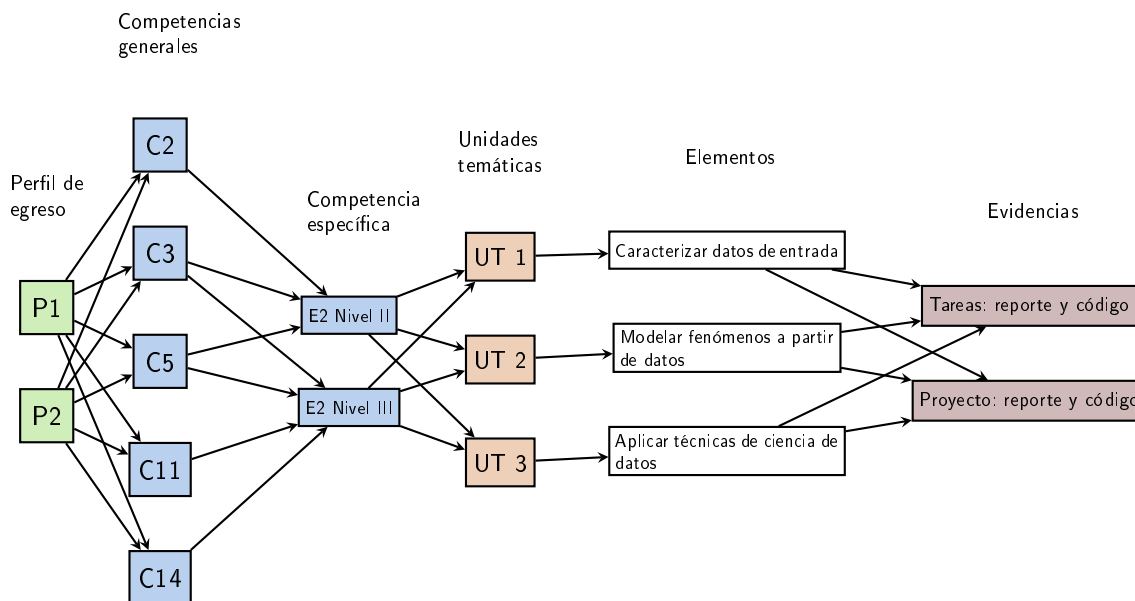 Competencias
generales
Perfil de
egreso
P1
P2
C2
C3
C5
C11
C14
Competencia
específica
E2 Nivel II
E2 Nivel III
Unidades
temáticas
UT 1
UT 2
UT 3
Elementos
Caracterizar datos de entrada
Modelar fenómenos a partir
de datos
Aplicar técnicas de ciencia de
datos
Evidencias
Tareas: reporte y código
Proyecto: reporte y código